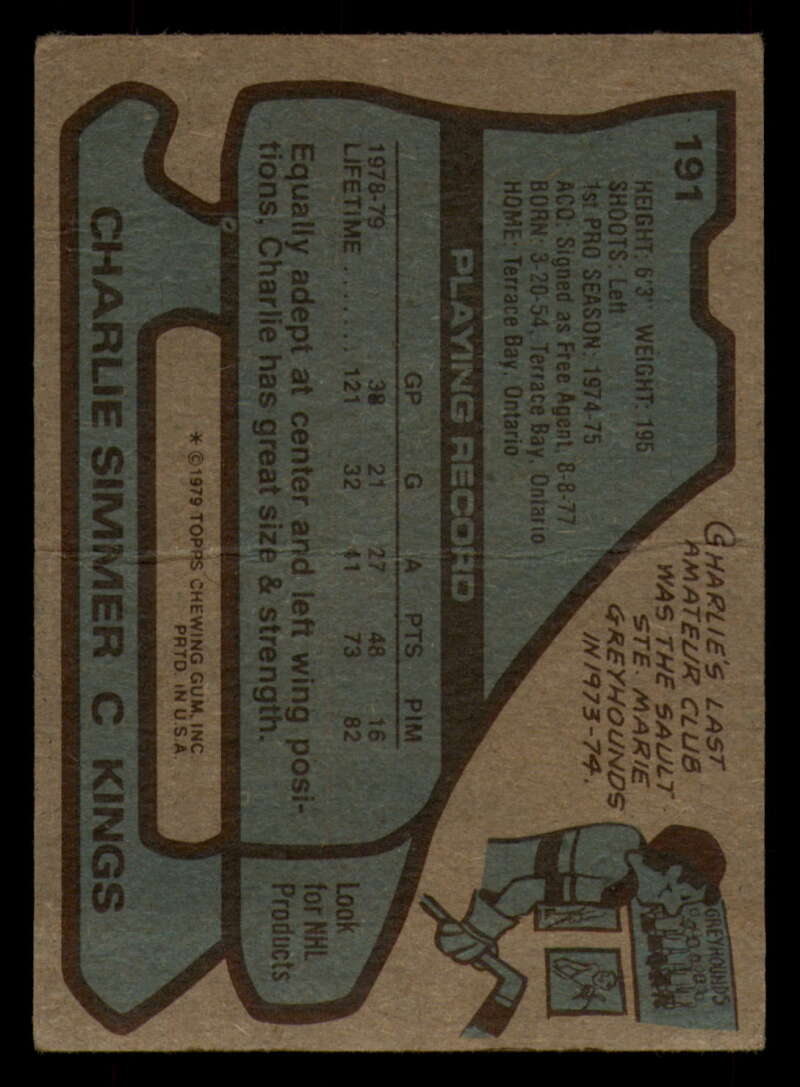 191
HEIGHT: 6'3" WEIGHT: 195
SHOOTS: Left
1st PRO SEASON: 1974-75
ACQ: Signed as Free Agent, 8-8-77
BORN: 3-20-54, Terrace Bay, Ontario
HOME: Terrace Bay, Ontario
CHARLIE'S LAST
AMATEUR CLUB
WAS THE SAULT
STE. MARIE
GREYHOUNDS
IN 1973-74.
GREYHOUNDS
PLAYING RECORD
GP G A PTS PIM
1978-79 38 21 27 48 16
LIFETIME ........ 121 32 41 73 82
Equally adept at center and left wing posi-
tions, Charlie has great size & strength.
Look
for NHL
Products
* ©1979 TOPPS CHEWING GUM, INC
PRTD. IN U.S.A.
CHARLIE SIMMER C KINGS